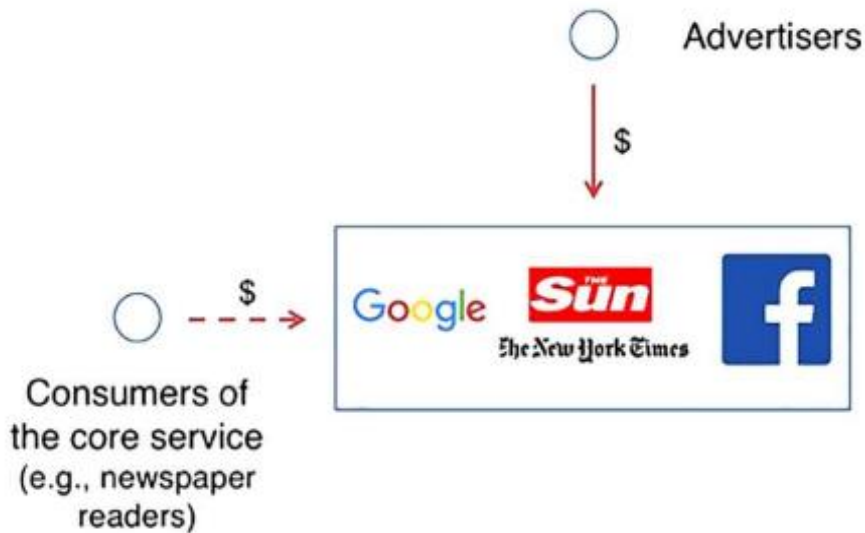 Advertisers
$
$
Google
THE
Sun
The New York Times
f
Consumers of
the core service
(e.g., newspaper
readers)